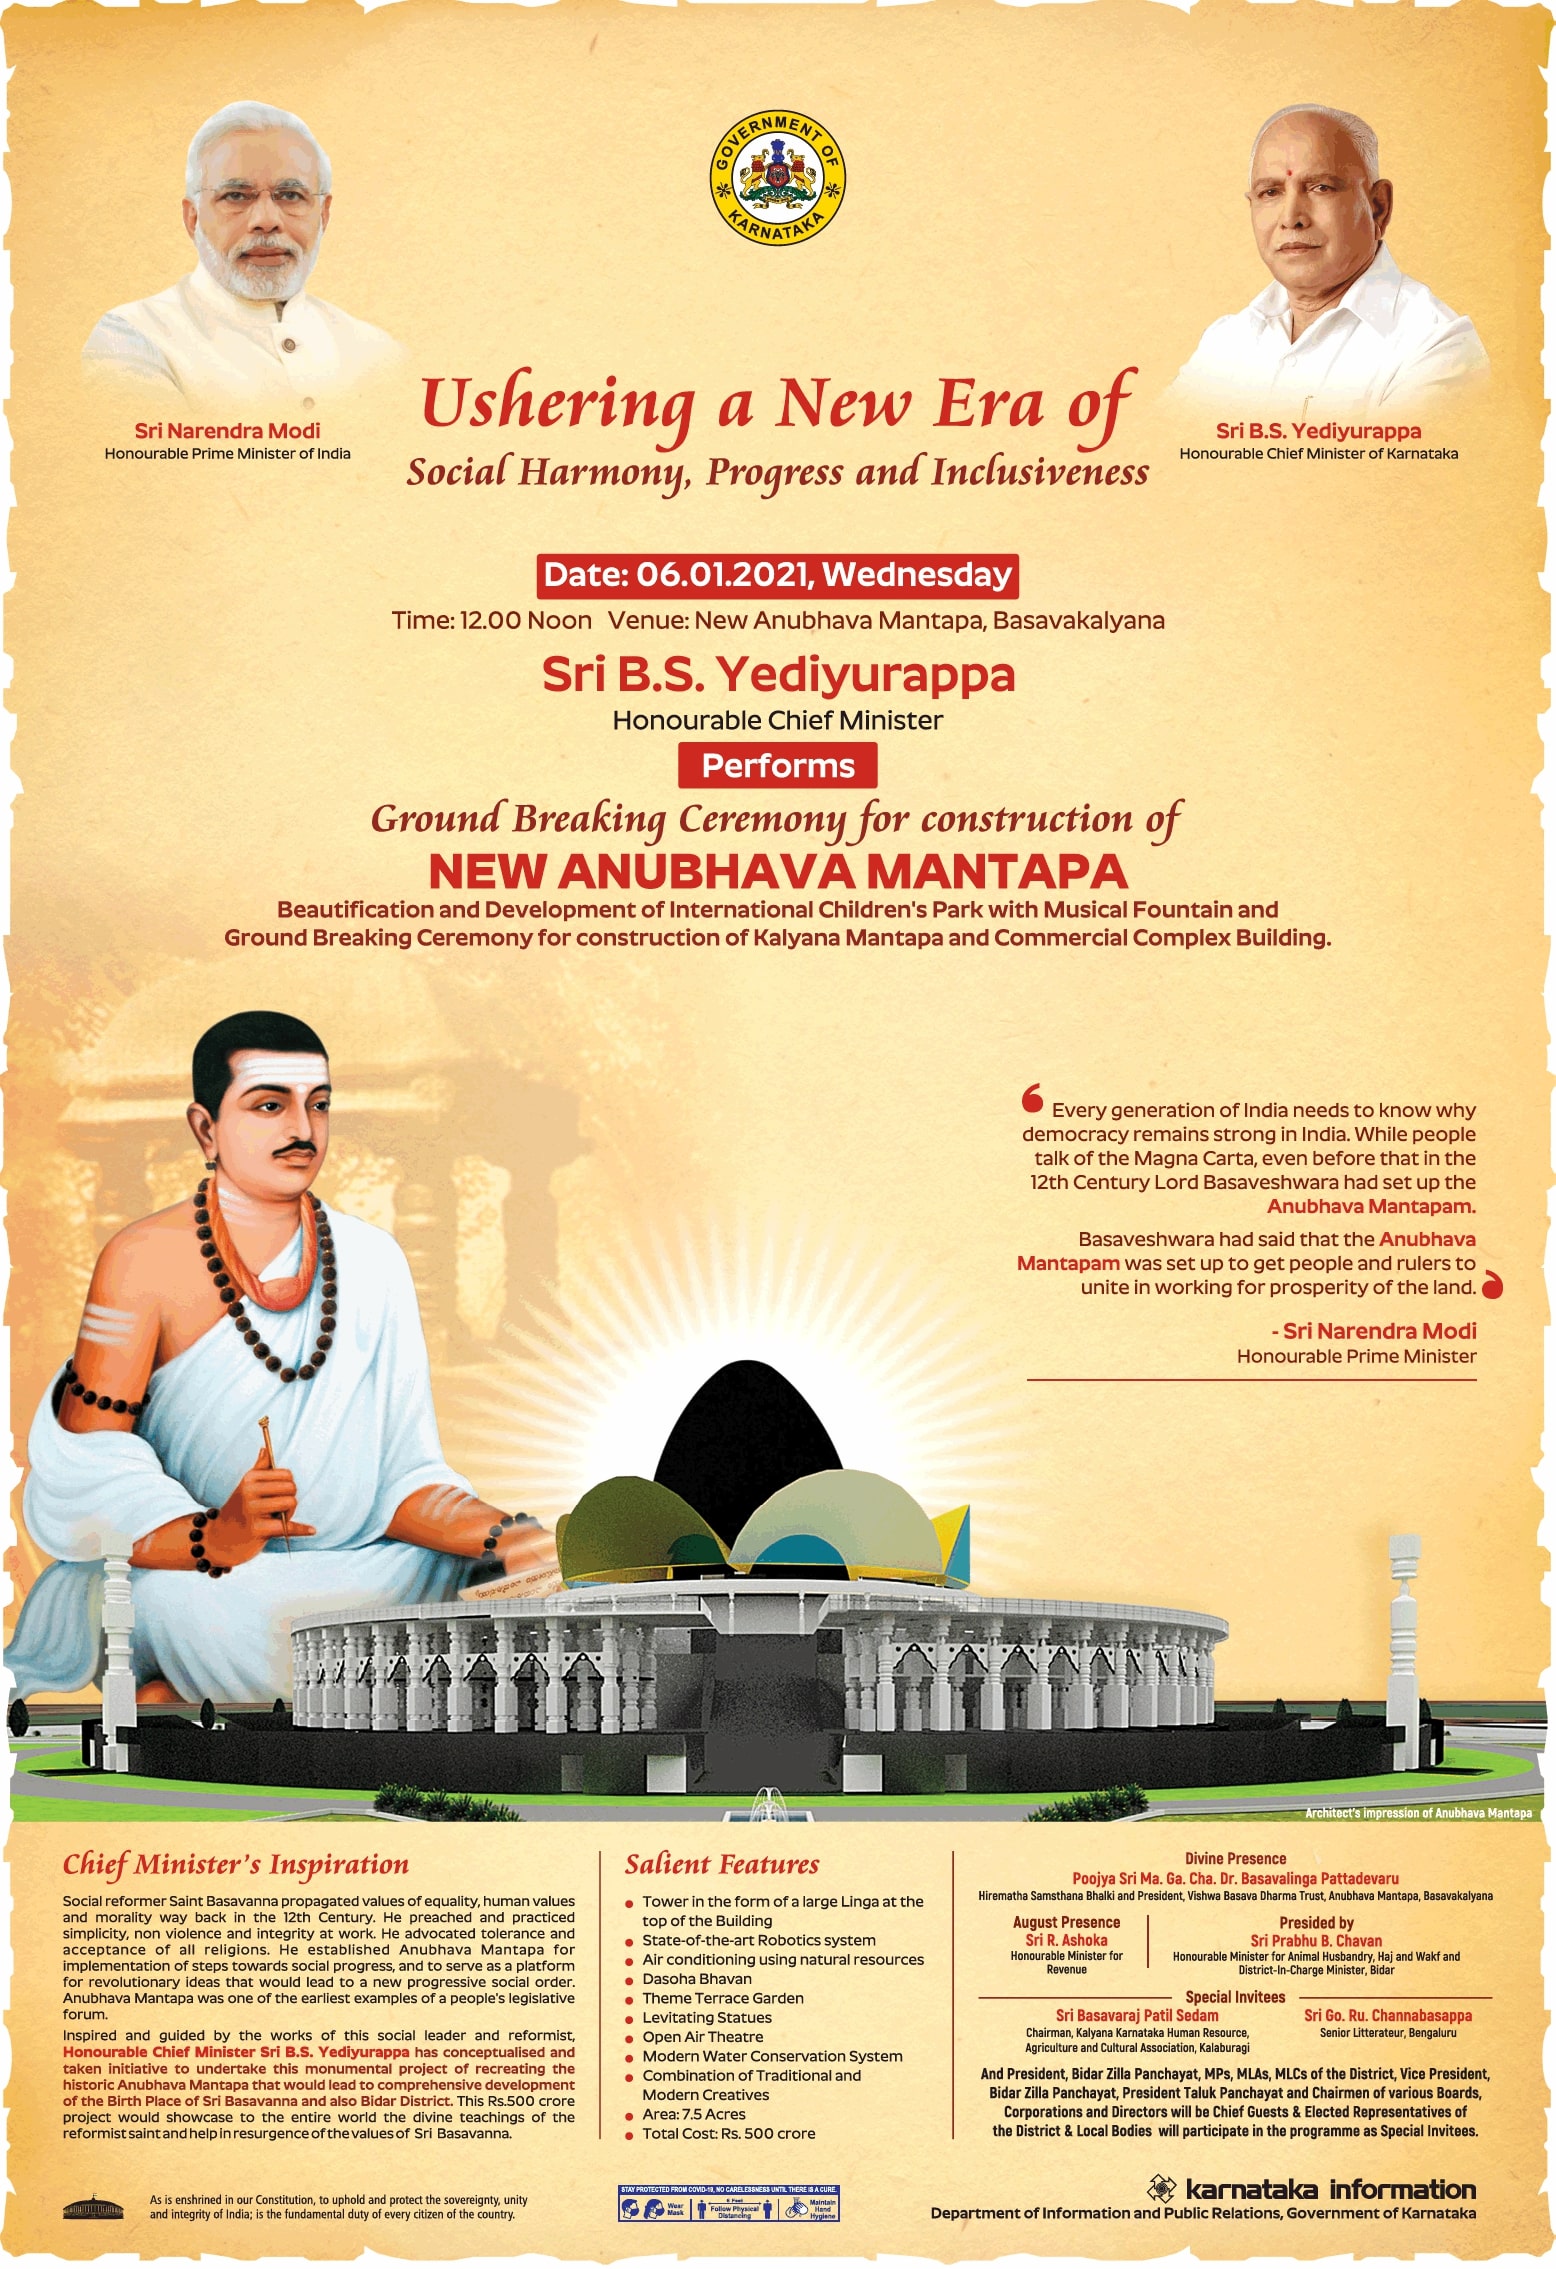 GOVERNMENT OF
KARNATAKA
Sri Narendra Modi
Honourable Prime Minister of India
Sri B.S. Yediyurappa
Honourable Chief Minister of Karnataka
Ushering a New Era of
Social Harmony, Progress and Inclusiveness
Date: 06.01.2021, Wednesday
Time: 12.00 Noon Venue: New Anubhava Mantapa, Basavakalyana
Sri B.S. Yediyurappa
Honourable Chief Minister
Performs
Ground Breaking Ceremony for construction of
NEW ANUBHAVA MANTAPA
Beautification and Development of International Children's Park with Musical Fountain and
Ground Breaking Ceremony for construction of Kalyana Mantapa and Commercial Complex Building.
‘ Every generation of India needs to know why
democracy remains strong in India. While people
talk of the Magna Carta, even before that in the
12th Century Lord Basaveshwara had set up the
Anubhava Mantapam.
Basaveshwara had said that the Anubhava
Mantapam was set up to get people and rulers to
unite in working for prosperity of the land. ’
- Sri Narendra Modi
Honourable Prime Minister
Architect's impression of Anubhava Mantapa
Chief Minister's Inspiration
Social reformer Saint Basavanna propagated values of equality, human values
and morality way back in the 12th Century. He preached and practiced
simplicity, non violence and integrity at work. He advocated tolerance and
acceptance of all religions. He established Anubhava Mantapa for
implementation of steps towards social progress, and to serve as a platform
for revolutionary ideas that would lead to a new progressive social order.
Anubhava Mantapa was one of the earliest examples of a people's legislative
forum.
Inspired and guided by the works of this social leader and reformist,
Honourable Chief Minister Sri B.S. Yediyurappa has conceptualised and
taken initiative to undertake this monumental project of recreating the
historic Anubhava Mantapa that would lead to comprehensive development
of the Birth Place of Sri Basavanna and also Bidar District. This Rs.500 crore
project would showcase to the entire world the divine teachings of the
reformist saint and help in resurgence of the values of Sri Basavanna.
Salient Features
• Tower in the form of a large Linga at the
top of the Building
• State-of-the-art Robotics system
• Air conditioning using natural resources
• Dasoha Bhavan
• Theme Terrace Garden
• Levitating Statues
• Open Air Theatre
• Modern Water Conservation System
• Combination of Traditional and
Modern Creatives
• Area: 7.5 Acres
• Total Cost: Rs. 500 crore
Divine Presence
Poojya Sri Ma. Ga. Cha. Dr. Basavalinga Pattadevaru
Hirematha Samsthana Bhalki and President, Vishwa Basava Dharma Trust, Anubhava Mantapa, Basavakalyana
August Presence
Sri R. Ashoka
Honourable Minister for
Revenue
Presided by
Sri Prabhu B. Chavan
Honourable Minister for Animal Husbandry, Haj and Wakf and
District-In-Charge Minister, Bidar
Special Invitees
Sri Basavaraj Patil Sedam
Chairman, Kalyana Karnataka Human Resource,
Agriculture and Cultural Association, Kalaburagi
Sri Go. Ru. Channabasappa
Senior Litterateur, Bengaluru
And President, Bidar Zilla Panchayat, MPs, MLAs, MLCs of the District, Vice President,
Bidar Zilla Panchayat, President Taluk Panchayat and Chairmen of various Boards,
Corporations and Directors will be Chief Guests & Elected Representatives of
the District & Local Bodies will participate in the programme as Special Invitees.
As is enshrined in our Constitution, to uphold and protect the sovereignty, unity
and integrity of India; is the fundamental duty of every citizen of the country.
STAY PROTECTED FROM COVID-19, NO CARELESSNESS UNTIL THERE IS A CURE.
Wear
Mask
6 Feet
Follow Physical
Distancing
Maintain
Hand
Hygiene
karnataka information
Department of Information and Public Relations, Government of Karnataka